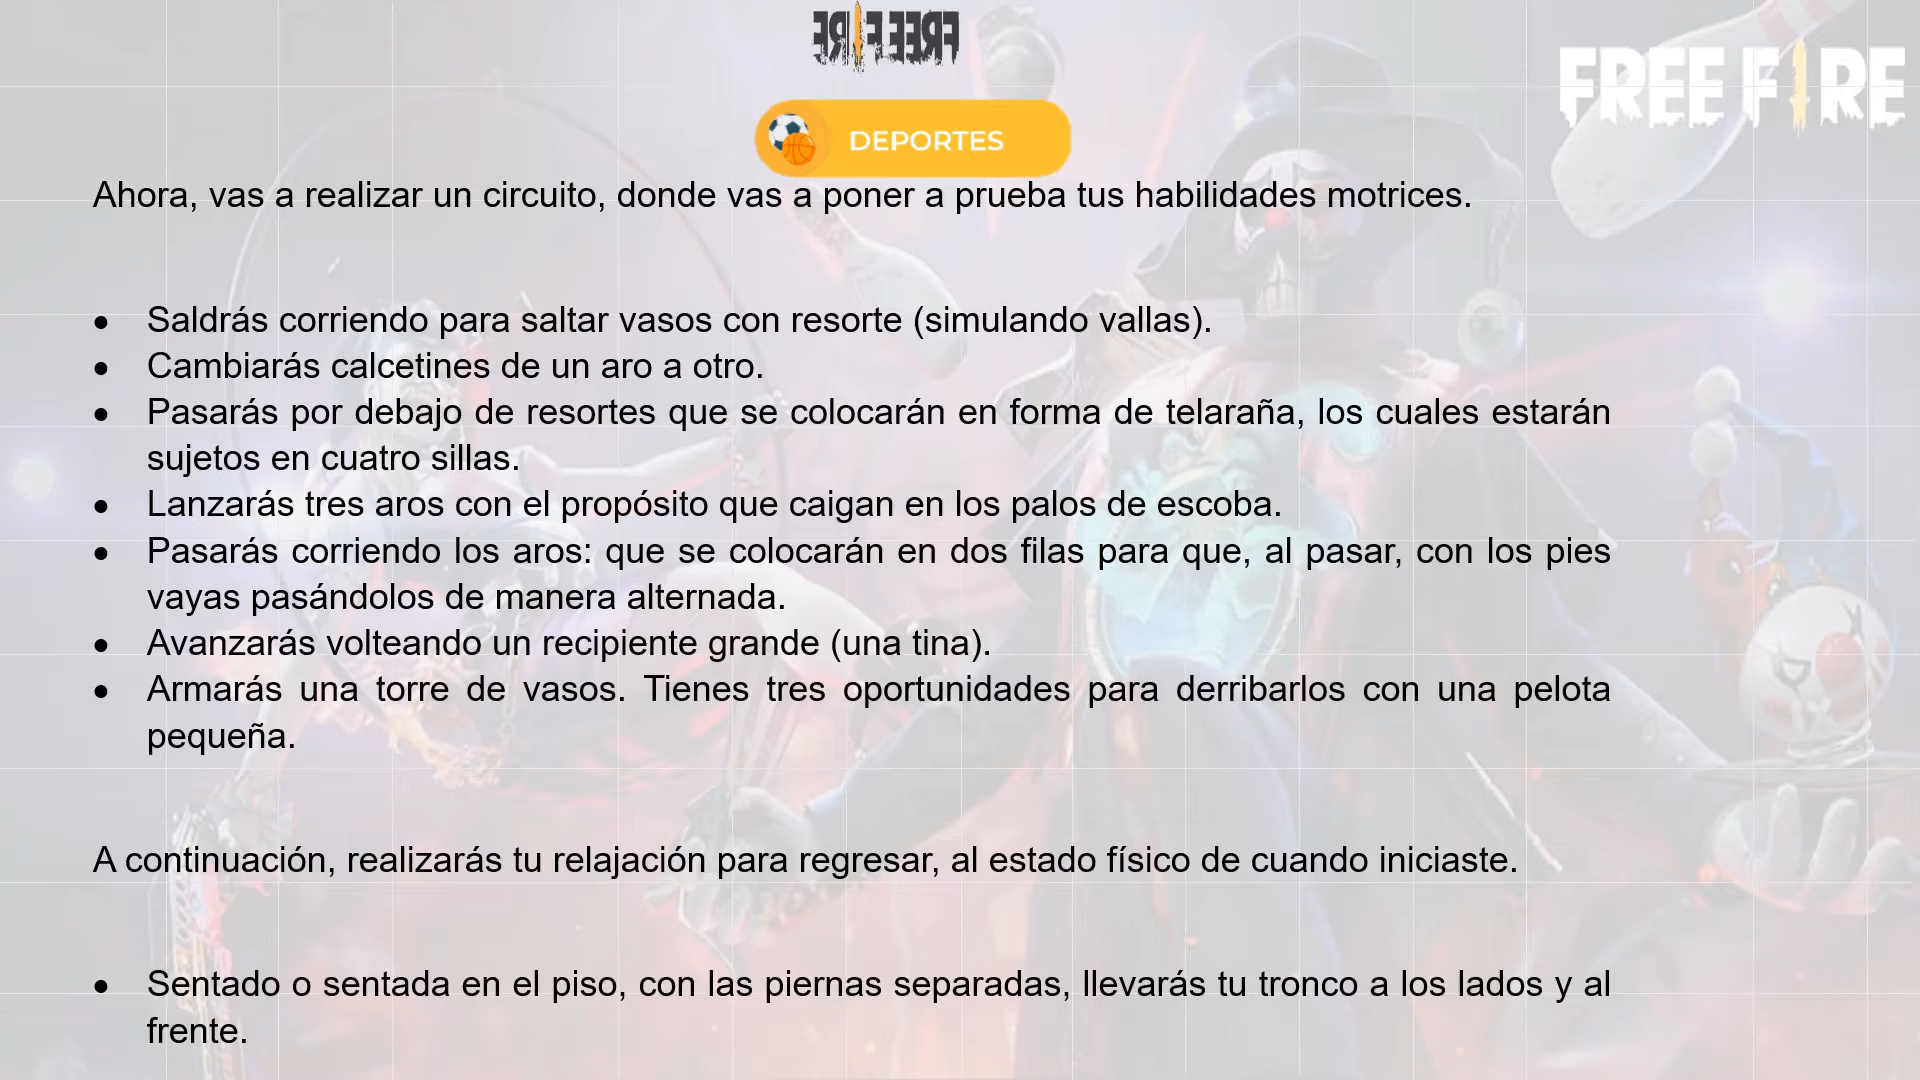 FREE FIRE
FREE FIRE
DEPORTES
Ahora, vas a realizar un circuito, donde vas a poner a prueba tus habilidades motrices.
• Saldrás corriendo para saltar vasos con resorte (simulando vallas).
• Cambiarás calcetines de un aro a otro.
• Pasarás por debajo de resortes que se colocarán en forma de telaraña, los cuales estarán
sujetos en cuatro sillas.
• Lanzarás tres aros con el propósito que caigan en los palos de escoba.
• Pasarás corriendo los aros: que se colocarán en dos filas para que, al pasar, con los pies
vayas pasándolos de manera alternada.
• Avanzarás volteando un recipiente grande (una tina).
• Armarás una torre de vasos. Tienes tres oportunidades para derribarlos con una pelota
pequeña.
A continuación, realizarás tu relajación para regresar, al estado físico de cuando iniciaste.
• Sentado o sentada en el piso, con las piernas separadas, llevarás tu tronco a los lados y al
frente.